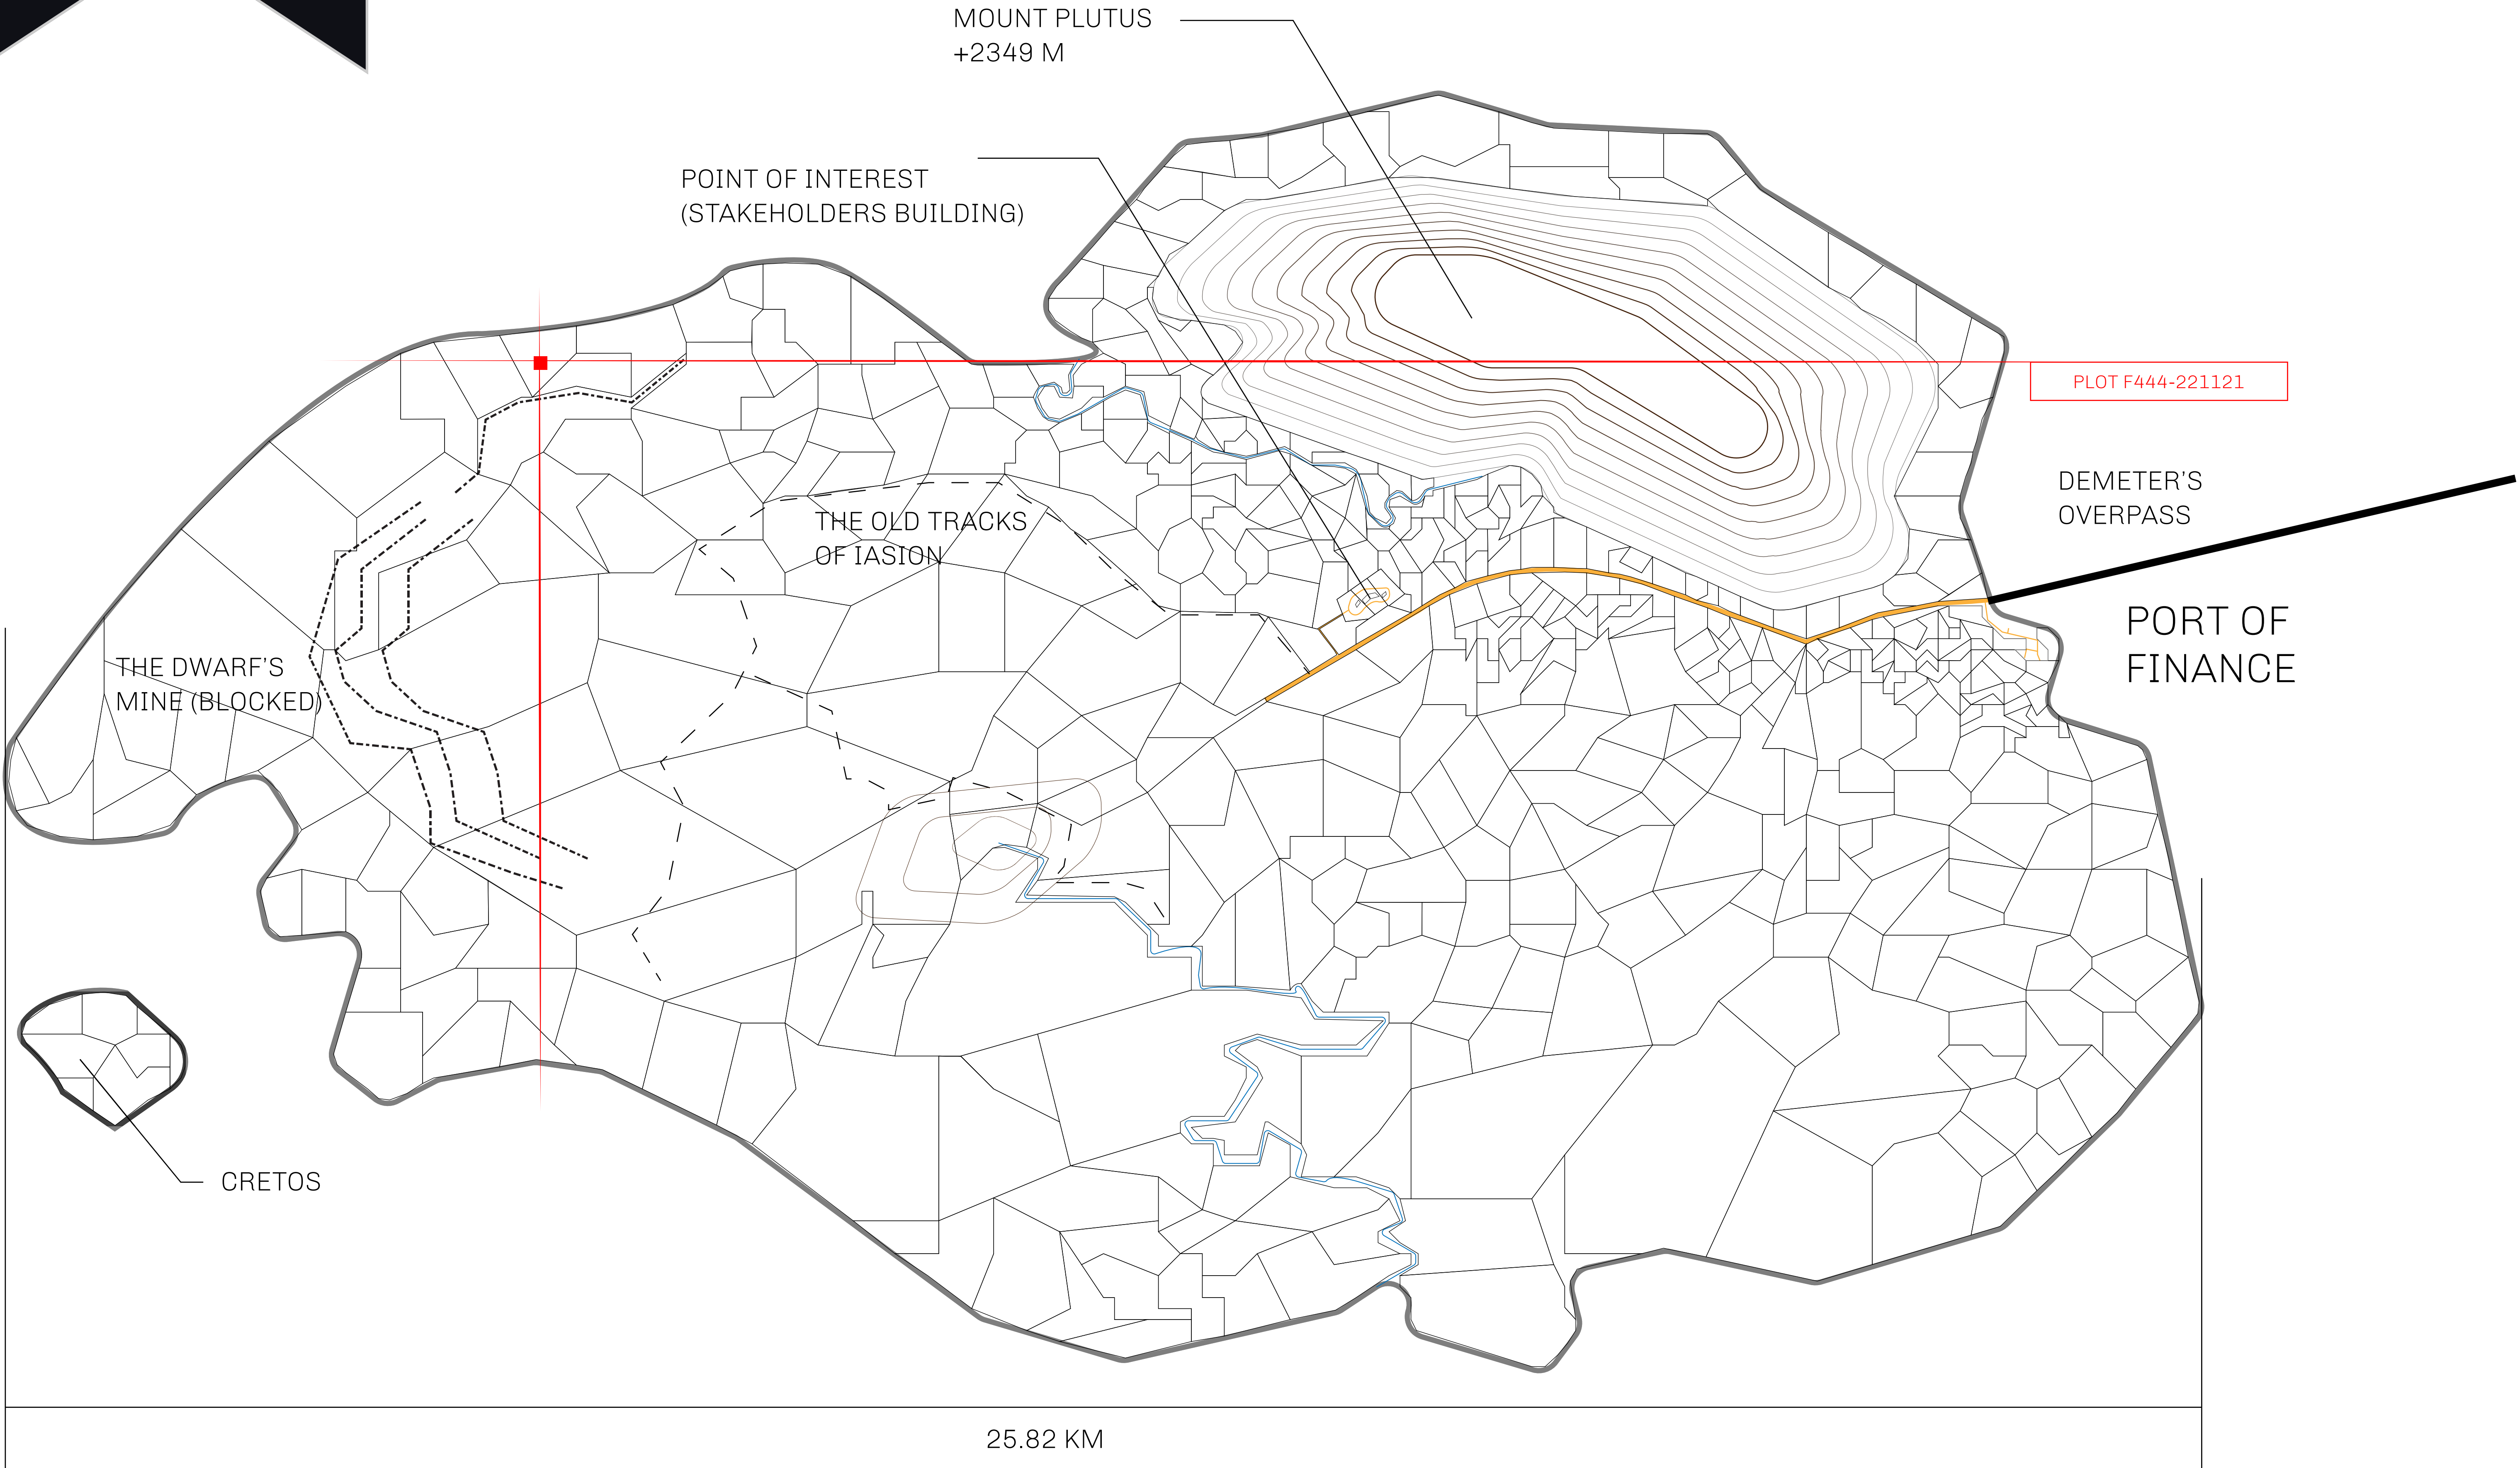 MOUNT PLUTUS
+2349 M
POINT OF INTEREST
(STAKEHOLDERS BUILDING)
PLOT F444-221121
DEMETER'S
OVERPASS
THE OLD TRACKS
OF IASION
PORT OF
FINANCE
THE DWARF'S
MINE (BLOCKED)
CRETOS
25.82 KM